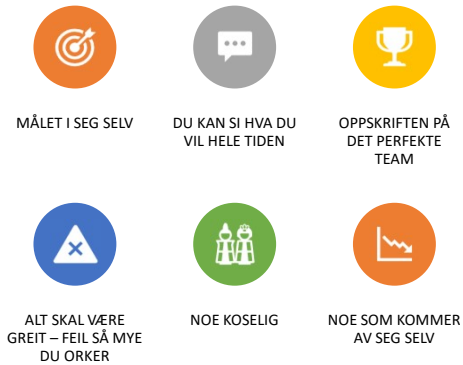 MÅLET I SEG SELV
DU KAN SI HVA DU
VIL HELE TIDEN
OPPSKRIFTEN PÅ
DET PERFEKTE
TEAM
ALT SKAL VÆRE
GREIT – FEIL SÅ MYE
DU ORKER
NOE KOSELIG
NOE SOM KOMMER
AV SEG SELV